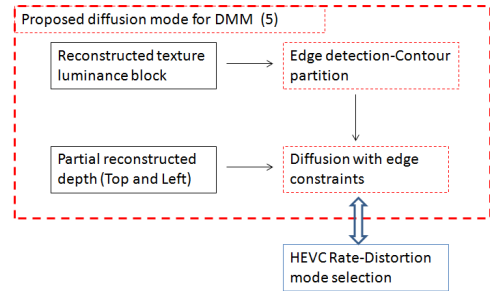 Proposed diffusion mode for DMM (5)
Reconstructed texture
luminance block
Edge detection-Contour
partition
Partial reconstructed
depth (Top and Left)
Diffusion with edge
constraints
HEVC Rate-Distortion
mode selection